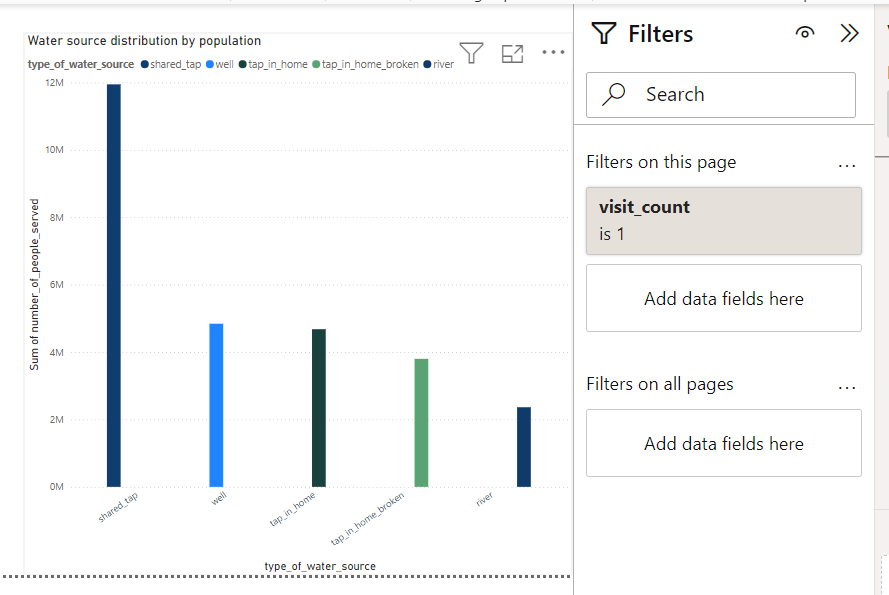 Water source distribution by population
type_of_water_source shared_tap well tap_in_home tap_in_home_broken river
12M
10M
8M
6M
4M
2M
0M
Sum of number_of_people_served
shared_tap
well
tap_in_home
tap_in_home_broken
river
type_of_water_source
Filters
Search
Filters on this page
...
visit_count
is 1
Add data fields here
Filters on all pages
...
Add data fields here